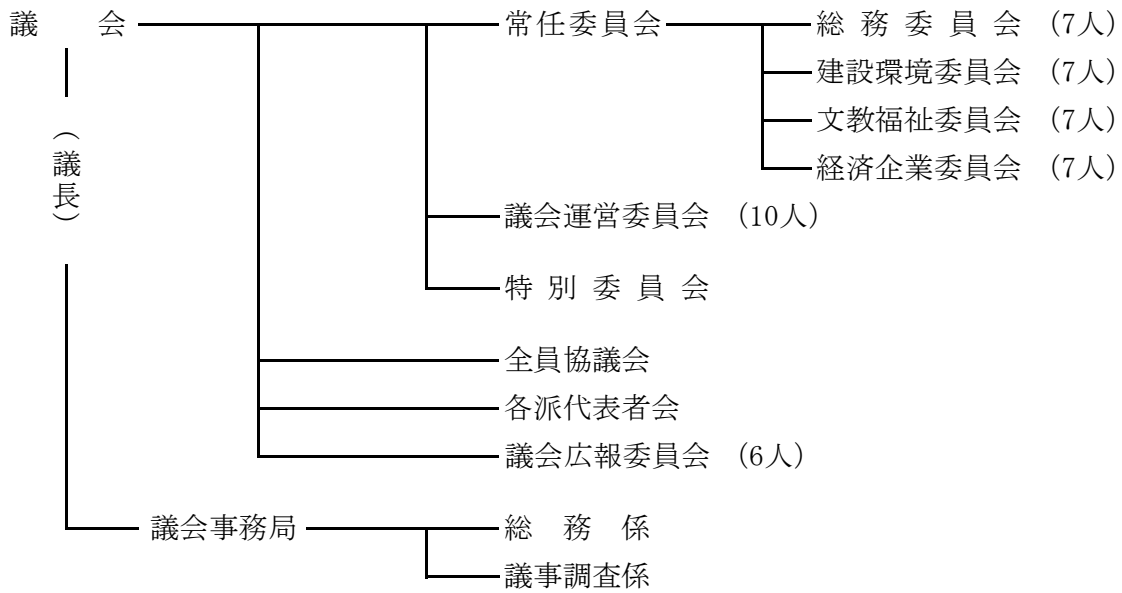 議　　会　常任委員会　総務委員会　(7人)
建設環境委員会　(7人)
文教福祉委員会　(7人)
経済企業委員会　(7人)
(議長)
議会運営委員会　(10人)
特別委員会
全員協議会
各派代表者会
議会広報委員会　(6人)
議会事務局　総　務　係
議事調査係